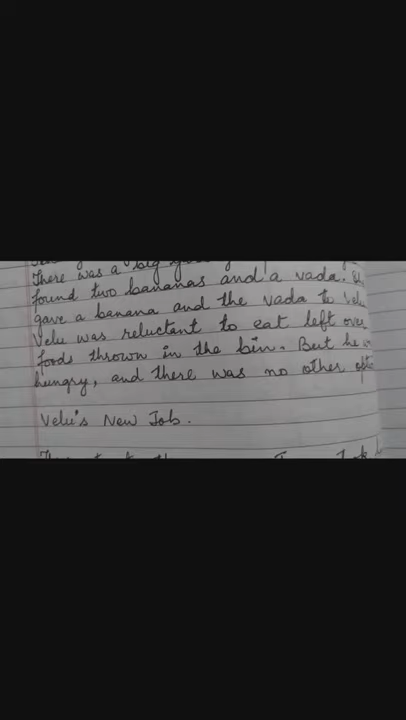 There was a big
found two bananas and a vada.
gave a banana and the vada to Velu
Velu was reluctant to eat left over
foods thrown in the bin. But he
hungry, and there was no other
Velu's New Job.